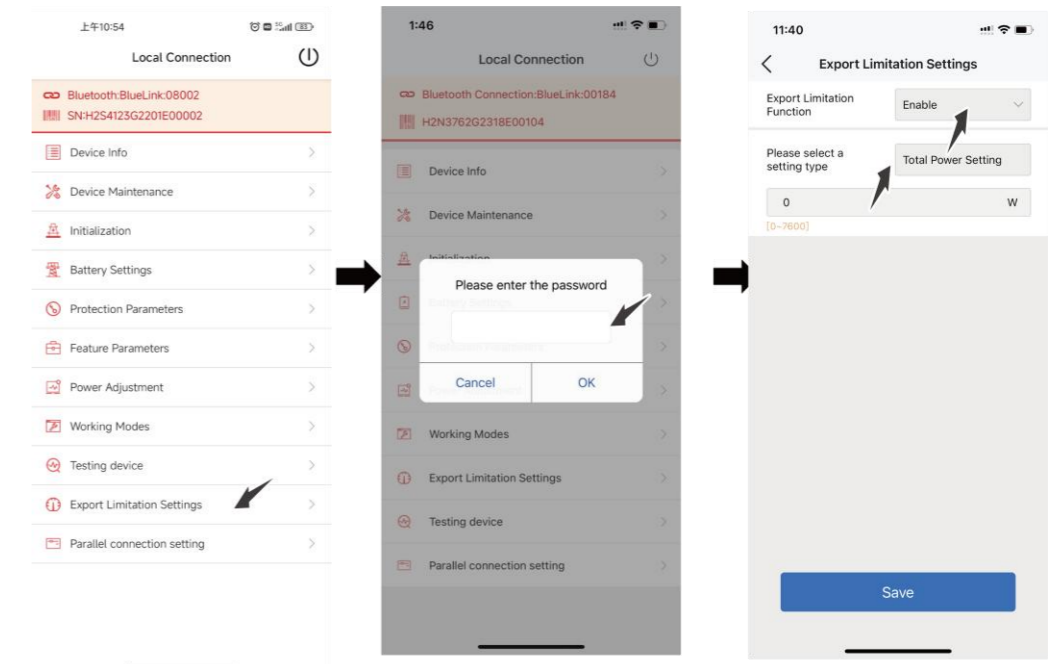 上午10:54
5G
83
Local Connection
Bluetooth:BlueLink:08002
SN:H2S4123G2201E00002
Device Info
Device Maintenance
Initialization
Battery Settings
Protection Parameters
Feature Parameters
Power Adjustment
Working Modes
Testing device
Export Limitation Settings
Parallel connection setting
1:46
Local Connection
Bluetooth Connection:BlueLink:00184
H2N3762G2318E00104
Device Info
Device Maintenance
Initialization
Please enter the password
Cancel
OK
Working Modes
Export Limitation Settings
Testing device
Parallel connection setting
11:40
Export Limitation Settings
Export Limitation
Function
Enable
Please select a
setting type
Total Power Setting
0 W
[0~7600]
Save